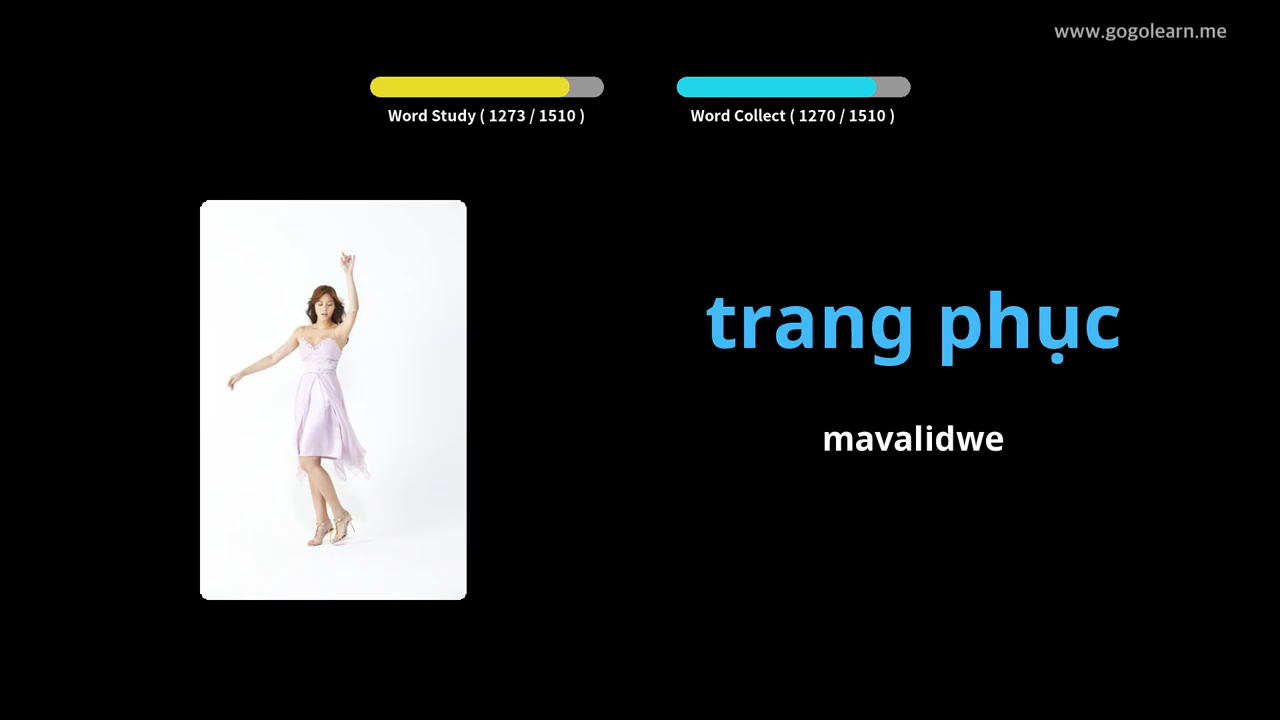 www.gogolearn.me
Word Study ( 1273 / 1510 )
Word Collect ( 1270 / 1510 )
trang phục
mavalidwe